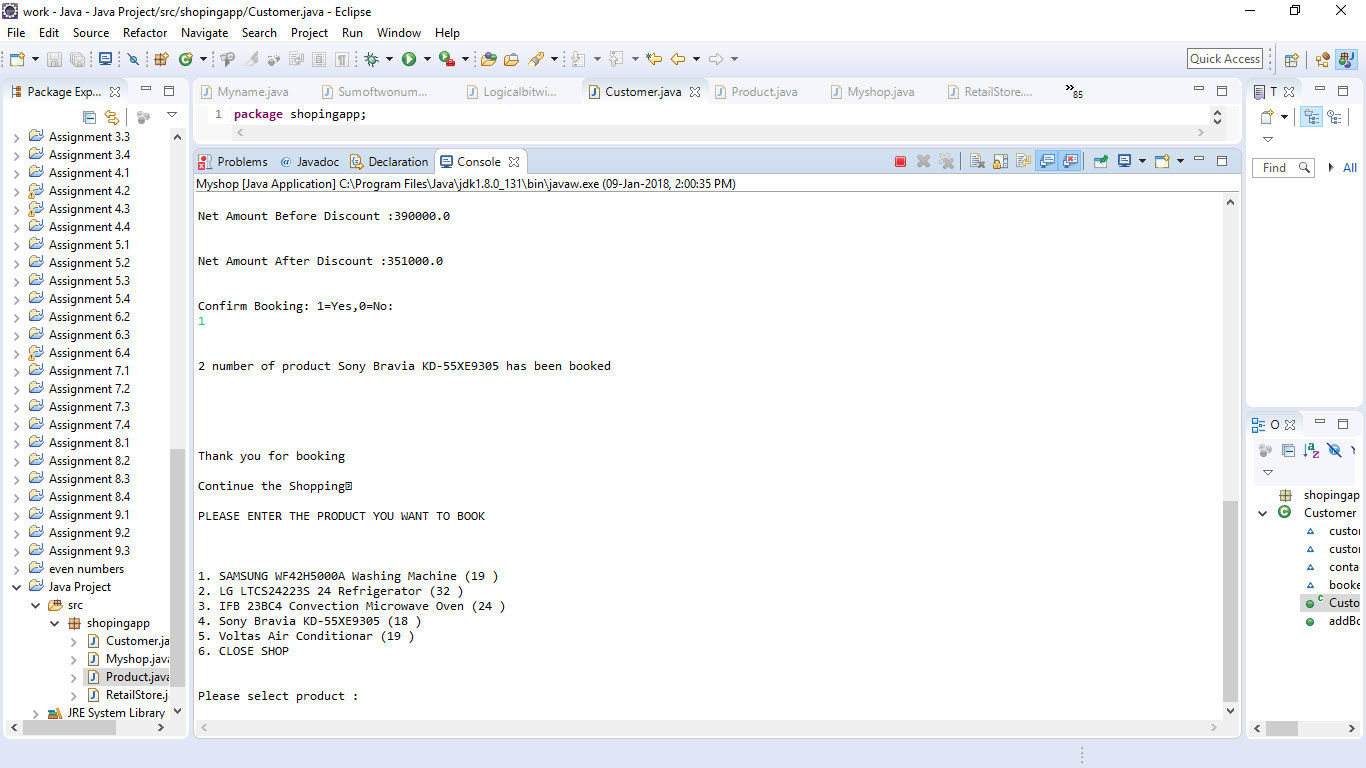 work - Java - Java Project/src/shopingapp/Customer.java - Eclipse
File Edit Source Refactor Navigate Search Project Run Window Help
Quick Access
Package Exp...
Assignment 3.3
Assignment 3.4
Assignment 4.1
Assignment 4.2
Assignment 4.3
Assignment 4.4
Assignment 5.1
Assignment 5.2
Assignment 5.3
Assignment 5.4
Assignment 6.2
Assignment 6.3
Assignment 6.4
Assignment 7.1
Assignment 7.2
Assignment 7.3
Assignment 7.4
Assignment 8.1
Assignment 8.2
Assignment 8.3
Assignment 8.4
Assignment 9.1
Assignment 9.2
Assignment 9.3
even numbers
Java Project
src
shopingapp
Customer.ja
Myshop.java
Product.java
RetailStore.j
JRE System Library
Myname.java Sumoftwonum... Logicalbitwi... Customer.java Product.java Myshop.java RetailStore.... »85
1 package shopingapp;
Problems @ Javadoc Declaration Console
Myshop [Java Application] C:\Program Files\Java\jdk1.8.0_131\bin\javaw.exe (09-Jan-2018, 2:00:35 PM)
Net Amount Before Discount :390000.0
Net Amount After Discount :351000.0
Confirm Booking: 1=Yes,0=No:
1
2 number of product Sony Bravia KD-55XE9305 has been booked
Thank you for booking
Continue the Shopping
PLEASE ENTER THE PRODUCT YOU WANT TO BOOK
1. SAMSUNG WF42H5000A Washing Machine (19 )
2. LG LTCS24223S 24 Refrigerator (32 )
3. IFB 23BC4 Convection Microwave Oven (24 )
4. Sony Bravia KD-55XE9305 (18 )
5. Voltas Air Conditionar (19 )
6. CLOSE SHOP
Please select product :
T
Find All
O
shopingap
Customer
custo
custo
conta
booke
Custo
addBo